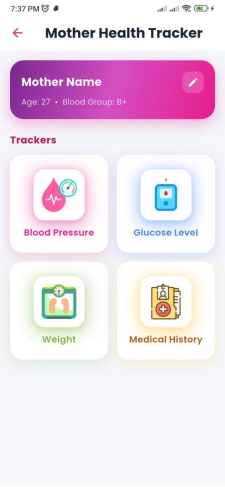 7:37 PM
Mother Health Tracker
Mother Name
Age: 27 • Blood Group: B+
Trackers
Blood Pressure
Glucose Level
Weight
Medical History